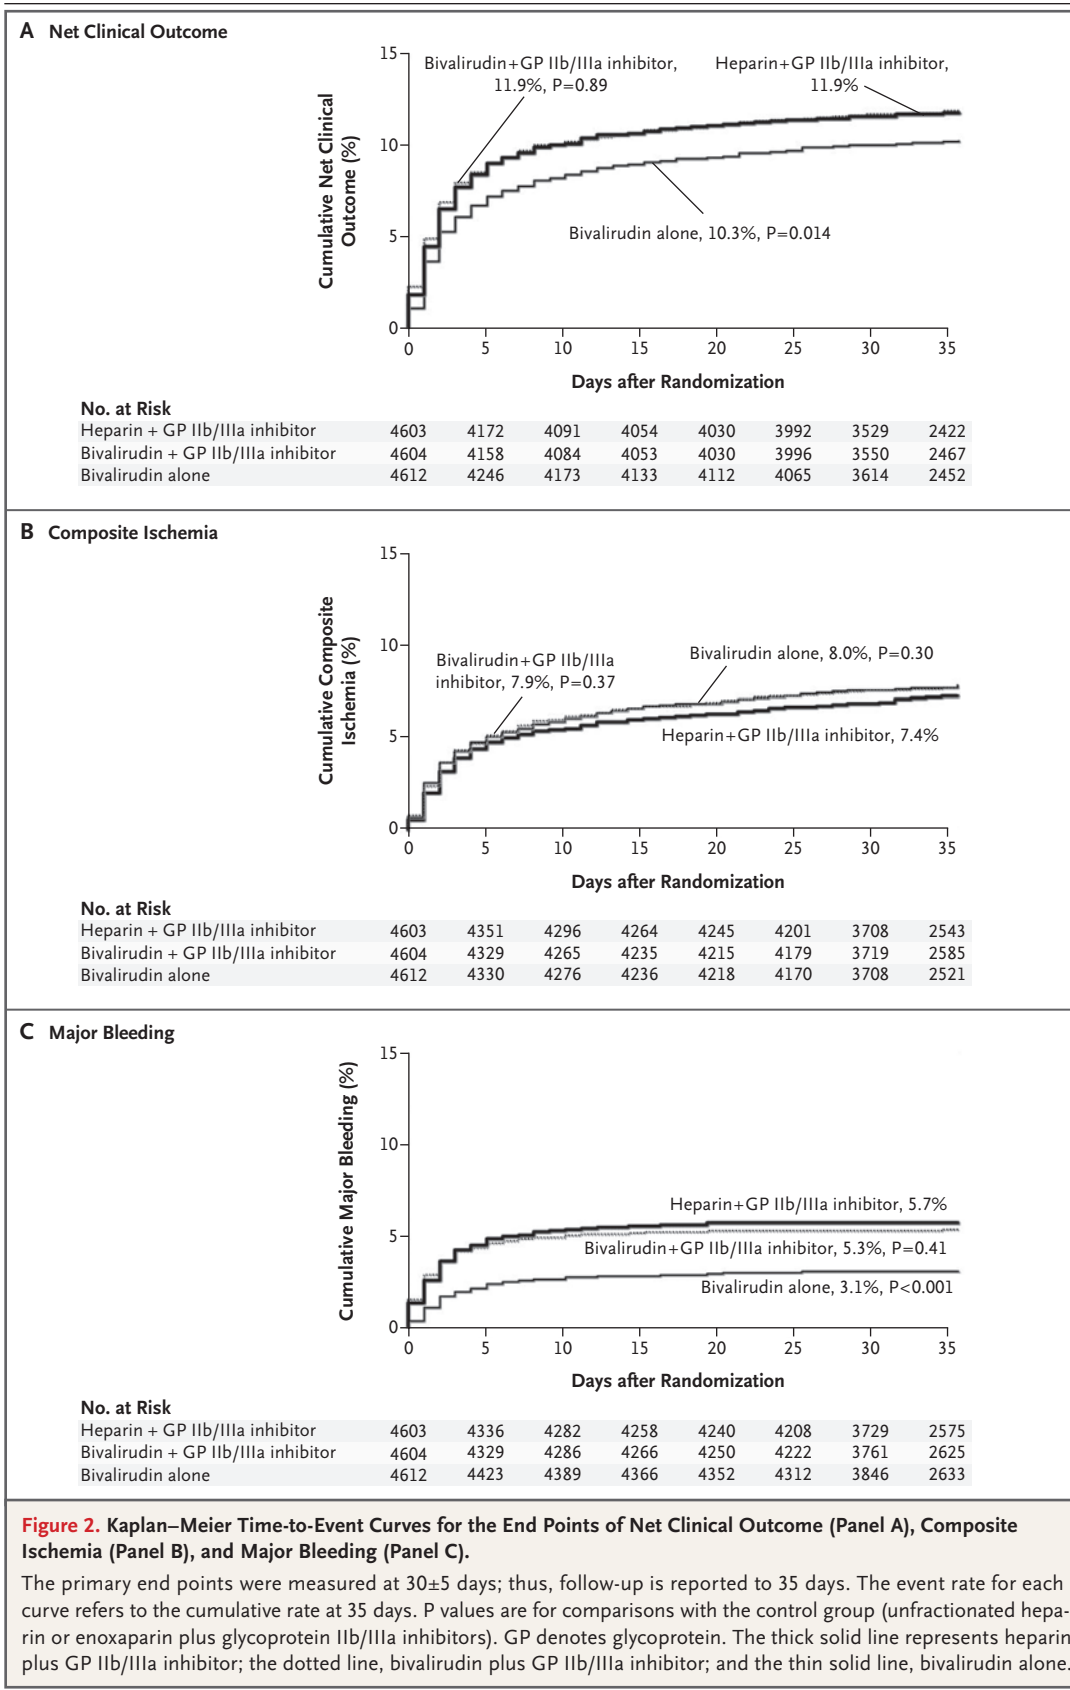 A Net Clinical Outcome
15
10
5
0
Cumulative Net Clinical
Outcome (%)
Bivalirudin+GP IIb/IIIa inhibitor,
11.9%, P=0.89
Heparin+GP IIb/IIIa inhibitor,
11.9%
Bivalirudin alone, 10.3%, P=0.014
0 5 10 15 20 25 30 35
Days after Randomization
No. at Risk
Heparin + GP IIb/IIIa inhibitor 4603 4172 4091 4054 4030 3992 3529 2422
Bivalirudin + GP IIb/IIIa inhibitor 4604 4158 4084 4053 4030 3996 3550 2467
Bivalirudin alone 4612 4246 4173 4133 4112 4065 3614 2452
B Composite Ischemia
15
10
5
0
Cumulative Composite
Ischemia (%)
Bivalirudin+GP IIb/IIIa
inhibitor, 7.9%, P=0.37
Bivalirudin alone, 8.0%, P=0.30
Heparin+GP IIb/IIIa inhibitor, 7.4%
0 5 10 15 20 25 30 35
Days after Randomization
No. at Risk
Heparin + GP IIb/IIIa inhibitor 4603 4351 4296 4264 4245 4201 3708 2543
Bivalirudin + GP IIb/IIIa inhibitor 4604 4329 4265 4235 4215 4179 3719 2585
Bivalirudin alone 4612 4330 4276 4236 4218 4170 3708 2521
C Major Bleeding
15
10
5
0
Cumulative Major Bleeding (%)
Heparin+GP IIb/IIIa inhibitor, 5.7%
Bivalirudin+GP IIb/IIIa inhibitor, 5.3%, P=0.41
Bivalirudin alone, 3.1%, P<0.001
0 5 10 15 20 25 30 35
Days after Randomization
No. at Risk
Heparin + GP IIb/IIIa inhibitor 4603 4336 4282 4258 4240 4208 3729 2575
Bivalirudin + GP IIb/IIIa inhibitor 4604 4329 4286 4266 4250 4222 3761 2625
Bivalirudin alone 4612 4423 4389 4366 4352 4312 3846 2633
Figure 2. Kaplan–Meier Time-to-Event Curves for the End Points of Net Clinical Outcome (Panel A), Composite
Ischemia (Panel B), and Major Bleeding (Panel C).
The primary end points were measured at 30±5 days; thus, follow-up is reported to 35 days. The event rate for each
curve refers to the cumulative rate at 35 days. P values are for comparisons with the control group (unfractionated hepa-
rin or enoxaparin plus glycoprotein IIb/IIIa inhibitors). GP denotes glycoprotein. The thick solid line represents heparin
plus GP IIb/IIIa inhibitor; the dotted line, bivalirudin plus GP IIb/IIIa inhibitor; and the thin solid line, bivalirudin alone.